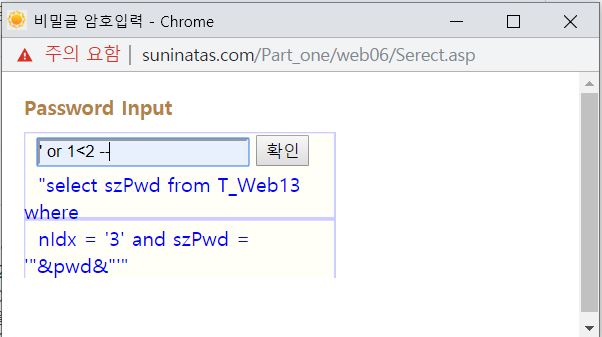 비밀글 암호입력 - Chrome
주의 요함 | suninatas.com/Part_one/web06/Serect.asp
Password Input
' or 1<2 --
확인
"select szPwd from T_Web13
where
nIdx = '3' and szPwd =
'"&pwd&"'"